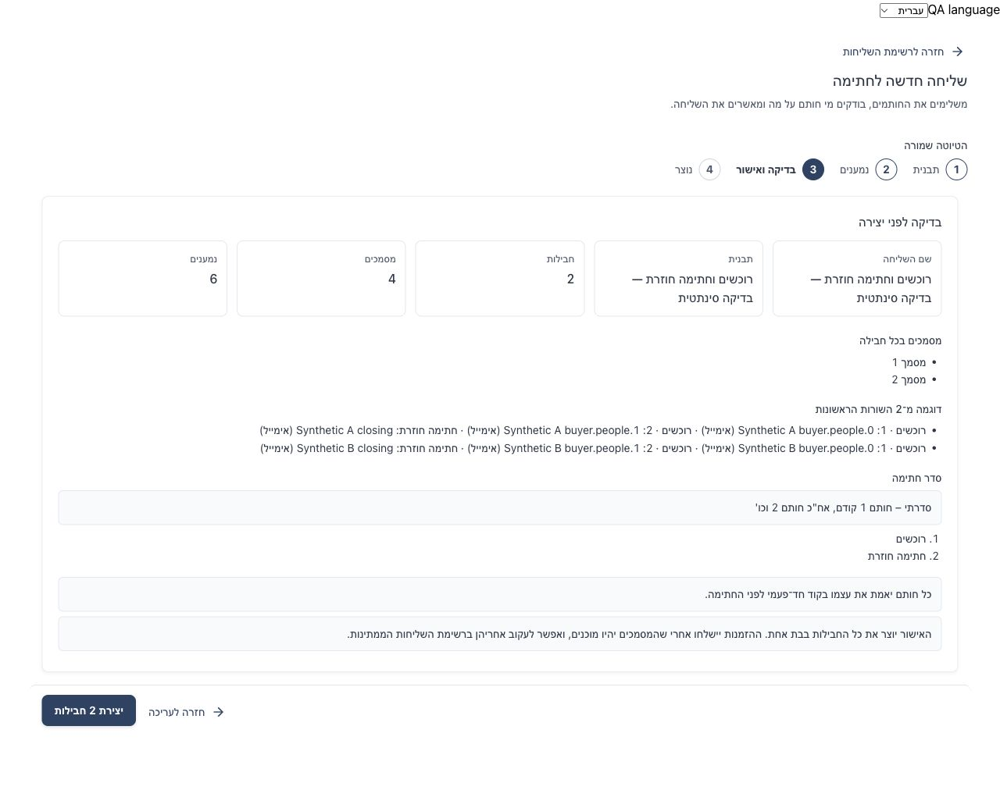 QA language עברית
חזרה לרשימת השליחות
שליחה חדשה לחתימה
משלימים את החותמים, בודקים מי חותם על מה ומאשרים את השליחה.
הטיוטה שמורה
1 תבנית 2 נמענים 3 בדיקה ואישור 4 נוצר
בדיקה לפני יצירה
שם השליחה
רוכשים וחתימה חוזרת —
בדיקה סינתטית
תבנית
רוכשים וחתימה חוזרת —
בדיקה סינתטית
חבילות
2
מסמכים
4
נמענים
6
מסמכים בכל חבילה
• מסמך 1
• מסמך 2
דוגמה מ־2 השורות הראשונות
• רוכשים · 1: Synthetic A buyer.people.0 (אימייל) · רוכשים · 2: Synthetic A buyer.people.1 (אימייל) · חתימה חוזרת: Synthetic A closing (אימייל)
• רוכשים · 1: Synthetic B buyer.people.0 (אימייל) · רוכשים · 2: Synthetic B buyer.people.1 (אימייל) · חתימה חוזרת: Synthetic B closing (אימייל)
סדר חתימה
סדרתי – חותם 1 קודם, אח"כ חותם 2 וכו'
1. רוכשים
2. חתימה חוזרת
כל חותם יאמת את עצמו בקוד חד־פעמי לפני החתימה.
האישור יוצר את כל החבילות בבת אחת. ההזמנות יישלחו אחרי שהמסמכים יהיו מוכנים, ואפשר לעקוב אחריהן ברשימת השליחות הממתינות.
חזרה לעריכה
יצירת 2 חבילות